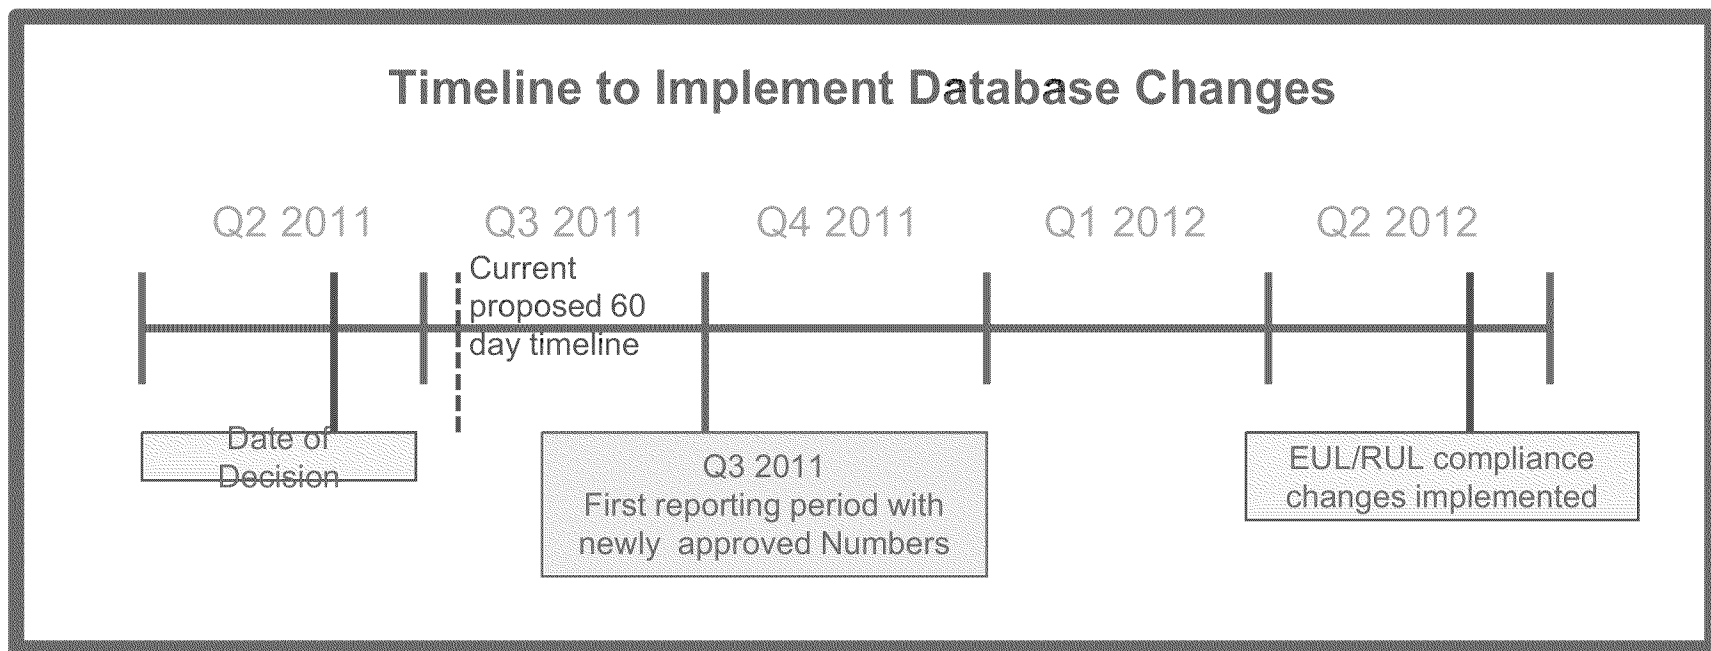 Timeline to Implement Database Changes
Q2 2011
Q3 2011
Q4 2011
Q1 2012
Q2 2012
Current
proposed 60
day timeline
Date of
Decision
Q3 2011
First reporting period with
newly approved Numbers
EUL/RUL compliance
changes implemented